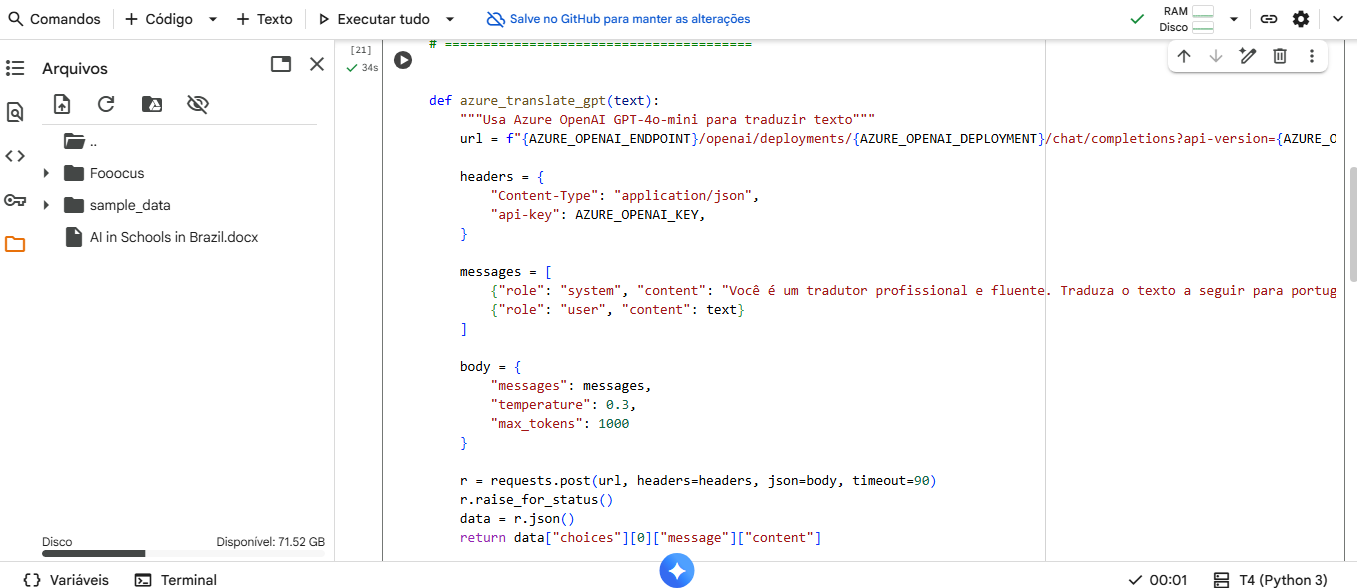 Comandos + Código + Texto Executar tudo Salve no GitHub para manter as alterações RAM
Disco
Arquivos
..
Fooocus
sample_data
AI in Schools in Brazil.docx
Disco Disponível: 71.52 GB
[21]
34s
# ========================================
def azure_translate_gpt(text):
"""Usa Azure OpenAI GPT-4o-mini para traduzir texto"""
url = f"{AZURE_OPENAI_ENDPOINT}/openai/deployments/{AZURE_OPENAI_DEPLOYMENT}/chat/completions?api-version={AZURE_O
headers = {
"Content-Type": "application/json",
"api-key": AZURE_OPENAI_KEY,
}
messages = [
{"role": "system", "content": "Você é um tradutor profissional e fluente. Traduza o texto a seguir para portug
{"role": "user", "content": text}
]
body = {
"messages": messages,
"temperature": 0.3,
"max_tokens": 1000
}
r = requests.post(url, headers=headers, json=body, timeout=90)
r.raise_for_status()
data = r.json()
return data["choices"][0]["message"]["content"]
{} Variáveis Terminal 00:01 T4 (Python 3)